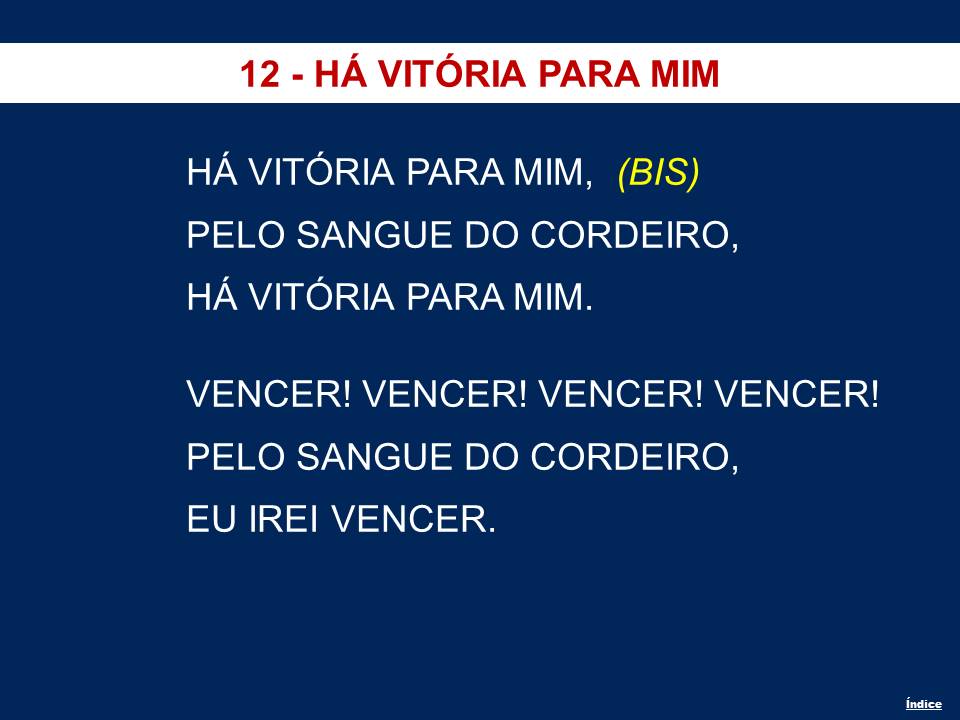 12 - HÁ VITÓRIA PARA MIM
HÁ VITÓRIA PARA MIM, (BIS)
PELO SANGUE DO CORDEIRO,
HÁ VITÓRIA PARA MIM.
VENCER! VENCER! VENCER! VENCER!
PELO SANGUE DO CORDEIRO,
EU IREI VENCER.
Índice